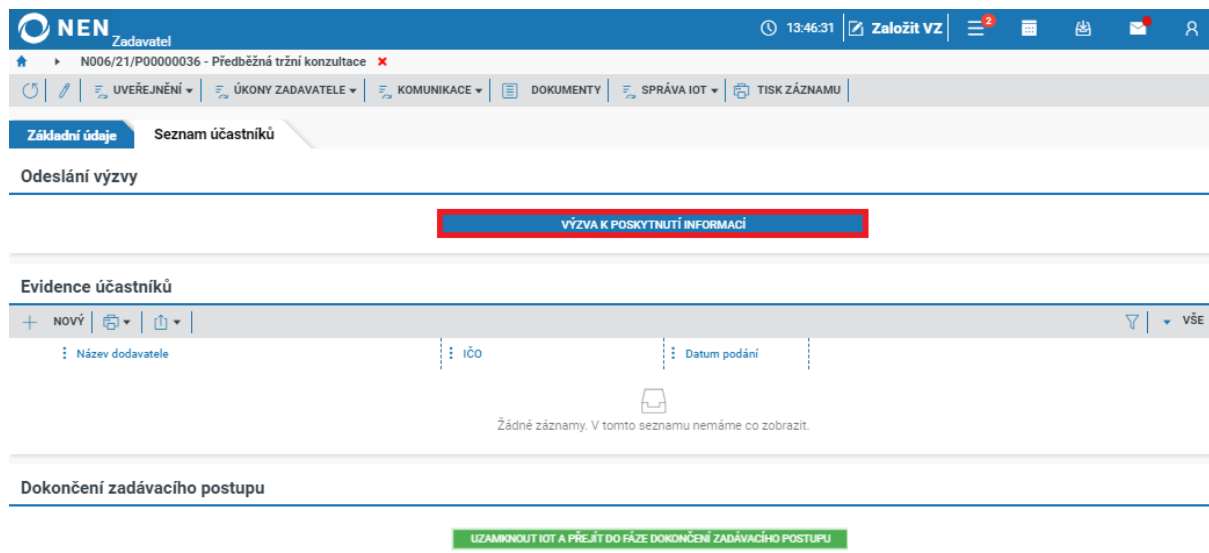 NEN Zadavatel 13:46:31 Založit VZ 2
N006/21/P00000036 - Předběžná tržní konzultace
UVEŘEJNĚNÍ ÚKONY ZADAVATELE KOMUNIKACE DOKUMENTY SPRÁVA IOT TISK ZÁZNAMU
Základní údaje Seznam účastníků
Odeslání výzvy
VÝZVA K POSKYTNUTÍ INFORMACÍ
Evidence účastníků
NOVÝ VŠE
Název dodavatele IČO Datum podání
Žádné záznamy. V tomto seznamu nemáme co zobrazit.
Dokončení zadávacího postupu
UZAMKNOUT IOT A PŘEJÍT DO FÁZE DOKONČENÍ ZADÁVACÍHO POSTUPU